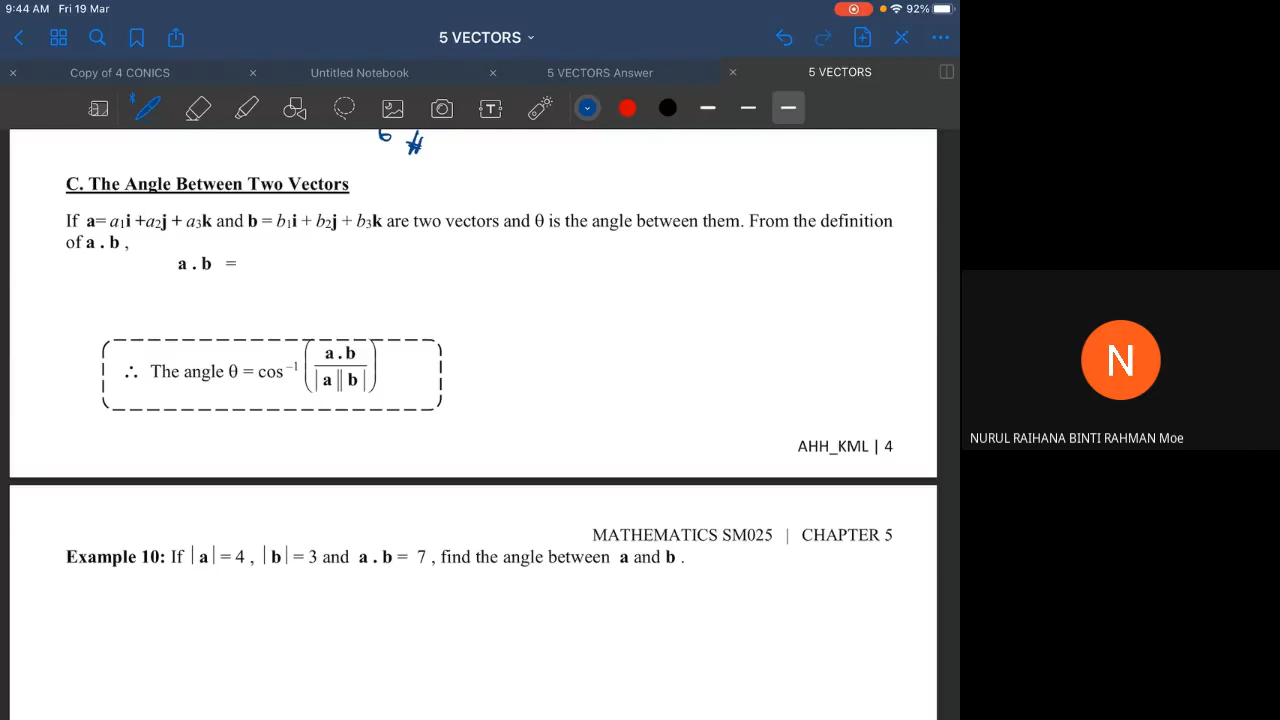 9:44 AM Fri 19 Mar
92%
5 VECTORS
Copy of 4 CONICS
Untitled Notebook
5 VECTORS Answer
5 VECTORS
6 #
C. The Angle Between Two Vectors
If a= a₁i +a₂j + a₃k and b = b₁i + b₂j + b₃k are two vectors and θ is the angle between them. From the definition
of a . b ,
a . b =
∴ The angle θ = cos⁻¹ ( a . b / | a || b | )
AHH_KML | 4
MATHEMATICS SM025 | CHAPTER 5
Example 10: If | a | = 4 , | b | = 3 and a . b = 7 , find the angle between a and b .
N
NURUL RAIHANA BINTI RAHMAN Moe